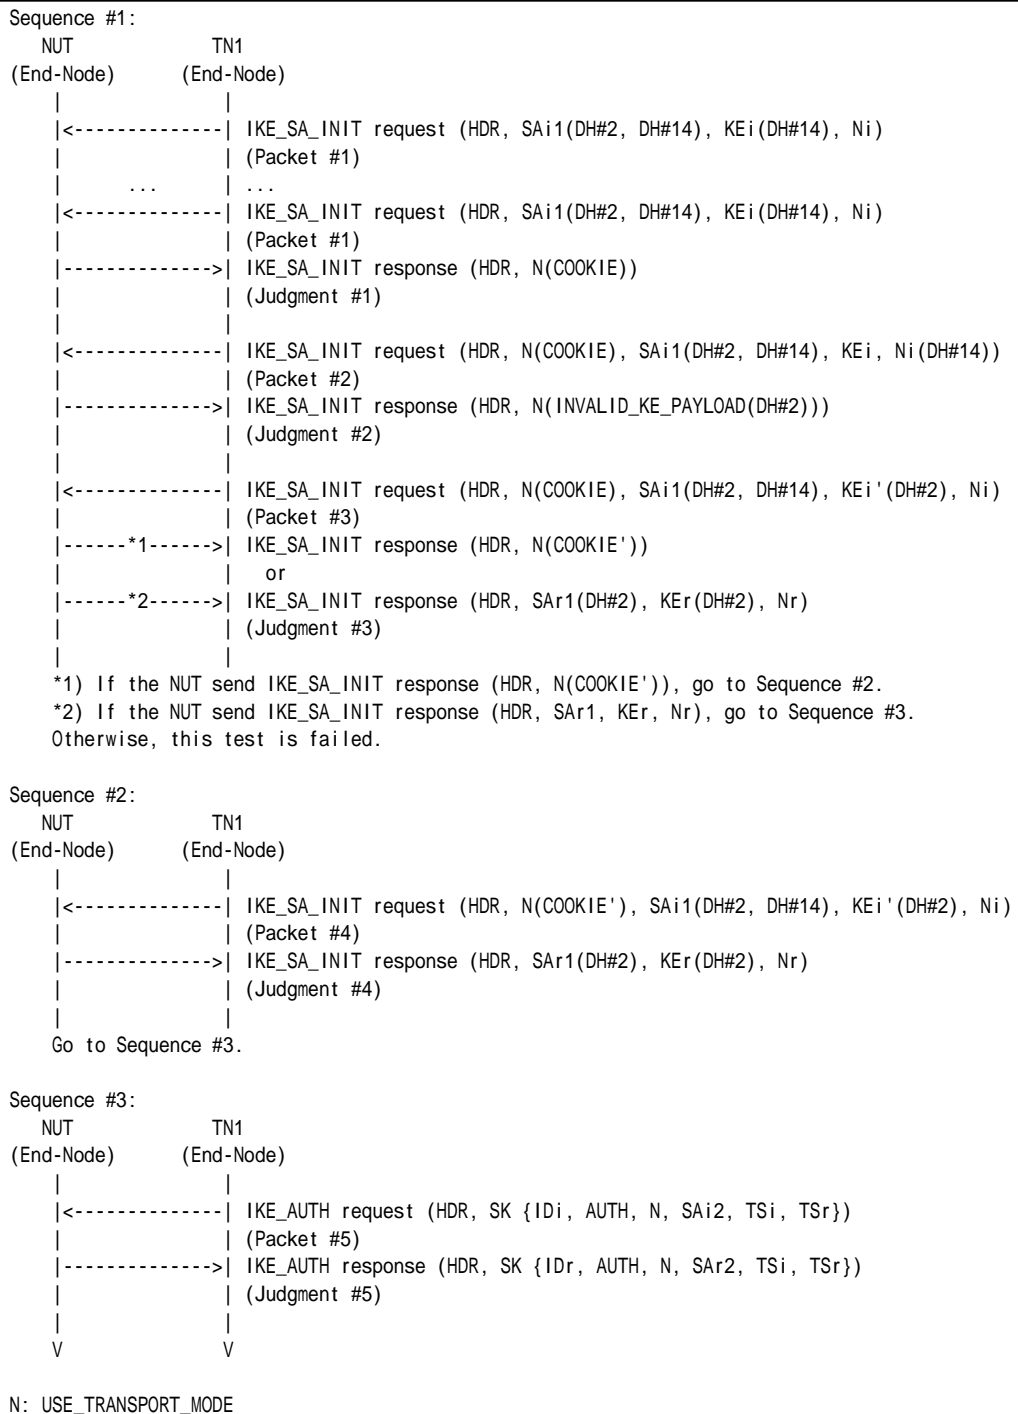 Sequence #1:
   NUT                 TN1
(End-Node)        (End-Node)
    |                    |
    |<--------------| IKE_SA_INIT request (HDR, SAi1(DH#2, DH#14), KEi(DH#14), Ni)
    |                    | (Packet #1)
    |        ...        | ...
    |<--------------| IKE_SA_INIT request (HDR, SAi1(DH#2, DH#14), KEi(DH#14), Ni)
    |                    | (Packet #1)
    |-------------->| IKE_SA_INIT response (HDR, N(COOKIE))
    |                    | (Judgment #1)
    |                    |
    |<--------------| IKE_SA_INIT request (HDR, N(COOKIE), SAi1(DH#2, DH#14), KEi, Ni(DH#14))
    |                    | (Packet #2)
    |-------------->| IKE_SA_INIT response (HDR, N(INVALID_KE_PAYLOAD(DH#2)))
    |                    | (Judgment #2)
    |                    |
    |<--------------| IKE_SA_INIT request (HDR, N(COOKIE), SAi1(DH#2, DH#14), KEi'(DH#2), Ni)
    |                    | (Packet #3)
    |------*1------>| IKE_SA_INIT response (HDR, N(COOKIE'))
    |                    |   or
    |------*2------>| IKE_SA_INIT response (HDR, SAr1(DH#2), KEr(DH#2), Nr)
    |                    | (Judgment #3)
    |                    |
    *1) If the NUT send IKE_SA_INIT response (HDR, N(COOKIE')), go to Sequence #2.
    *2) If the NUT send IKE_SA_INIT response (HDR, SAr1, KEr, Nr), go to Sequence #3.
    Otherwise, this test is failed.

Sequence #2:
   NUT                 TN1
(End-Node)        (End-Node)
    |                    |
    |<--------------| IKE_SA_INIT request (HDR, N(COOKIE'), SAi1(DH#2, DH#14), KEi'(DH#2), Ni)
    |                    | (Packet #4)
    |-------------->| IKE_SA_INIT response (HDR, SAr1(DH#2), KEr(DH#2), Nr)
    |                    | (Judgment #4)
    |                    |
    Go to Sequence #3.

Sequence #3:
   NUT                 TN1
(End-Node)        (End-Node)
    |                    |
    |<--------------| IKE_AUTH request (HDR, SK {IDi, AUTH, N, SAi2, TSi, TSr})
    |                    | (Packet #5)
    |-------------->| IKE_AUTH response (HDR, SK {IDr, AUTH, N, SAr2, TSi, TSr})
    |                    | (Judgment #5)
    |                    |
    V                    V

N: USE_TRANSPORT_MODE